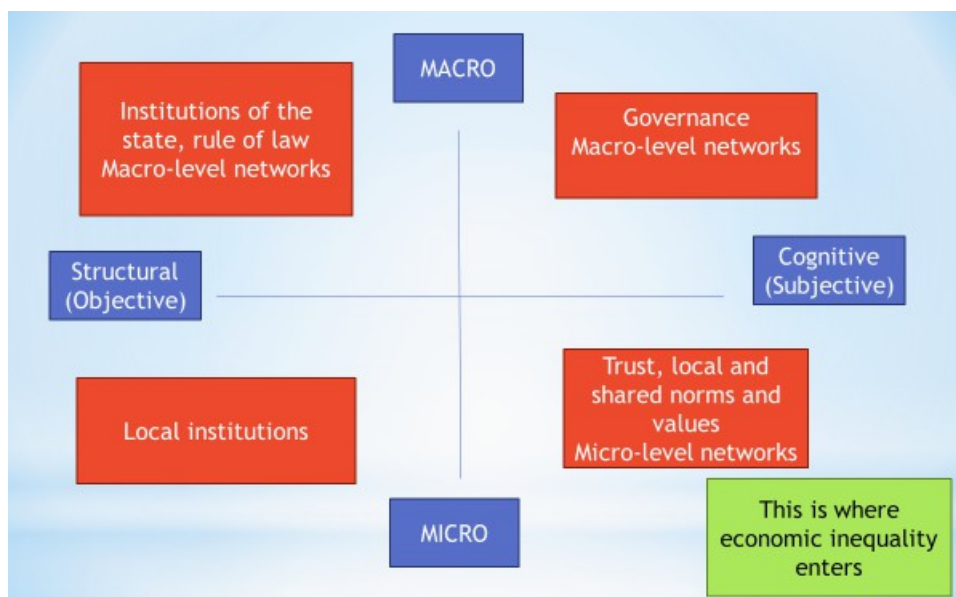 MACRO
Institutions of the
state, rule of law
Macro-level networks
Governance
Macro-level networks
Structural
(Objective)
Cognitive
(Subjective)
Local institutions
Trust, local and
shared norms and
values
Micro-level networks
MICRO
This is where
economic inequality
enters